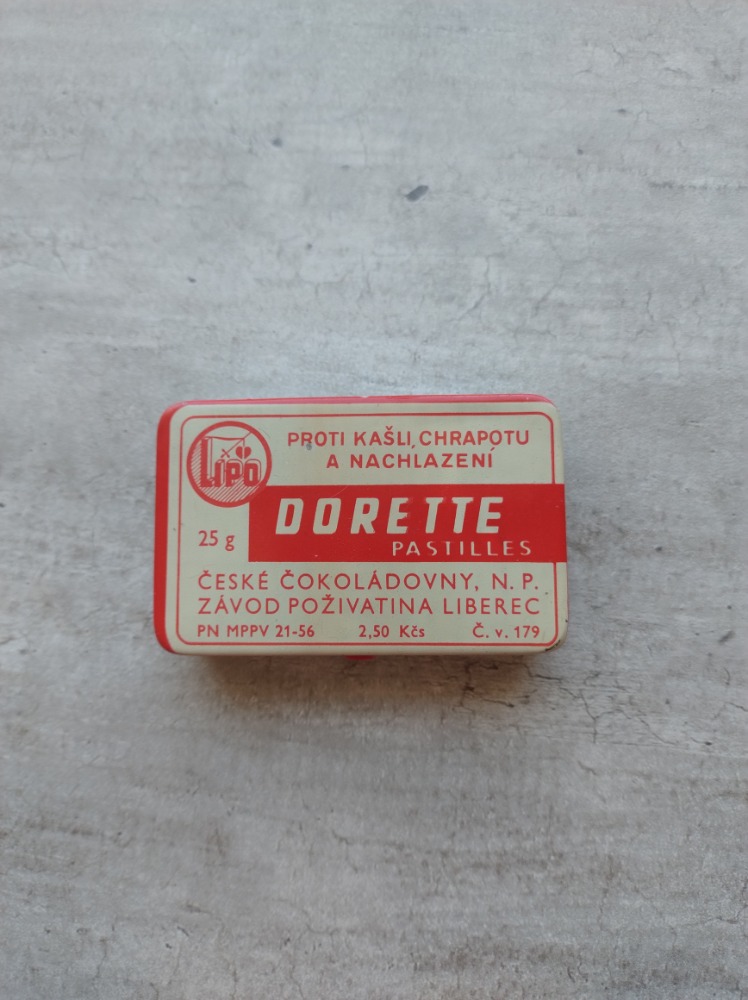 LIPO
PROTI KAŠLI, CHRAPOTU
A NACHLAZENÍ
25 g
DORETTE
PASTILLES
ČESKÉ ČOKOLÁDOVNY, N. P.
ZÁVOD POŽIVATINA LIBEREC
PN MPPV 21-56 2,50 Kčs Č. v. 179